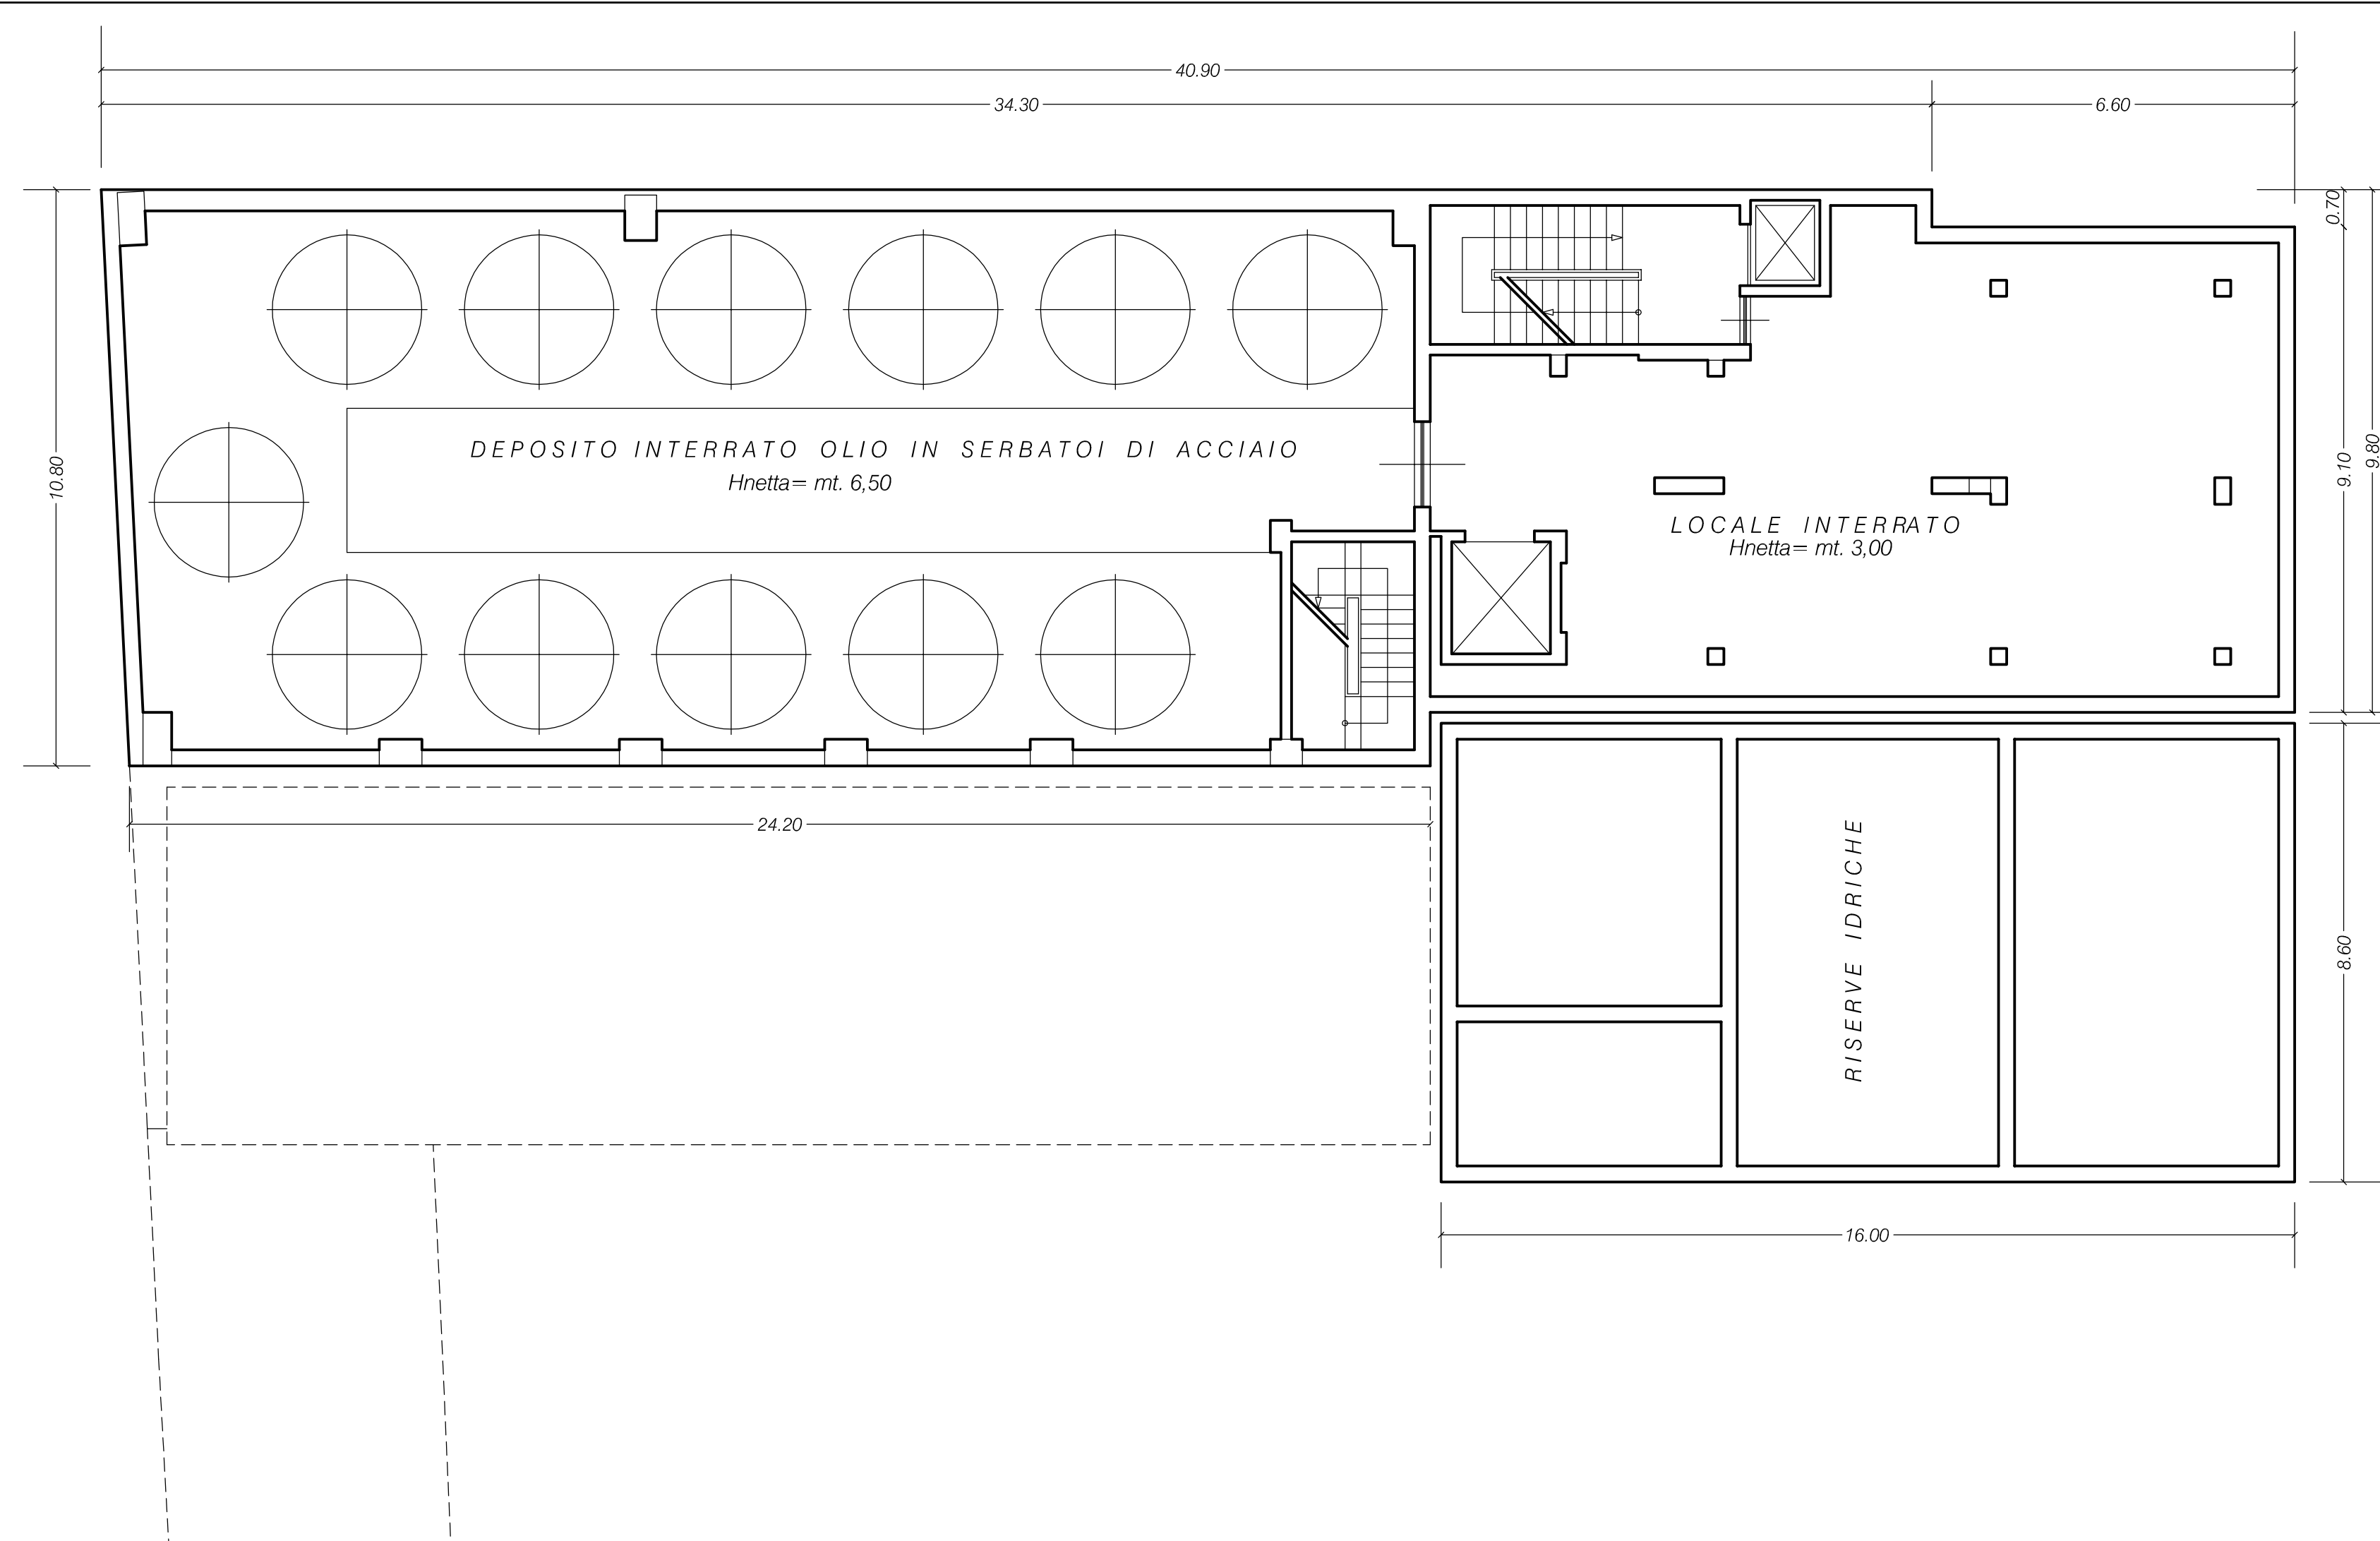 40.90
34.30
6.60
0.70
10.80
9.10
9.80
DEPOSITO INTERRATO OLIO IN SERBATOI DI ACCIAIO
Hnetta= mt. 6,50
LOCALE INTERRATO
Hnetta= mt. 3,00
24.20
RISERVE IDRICHE
8.60
16.00